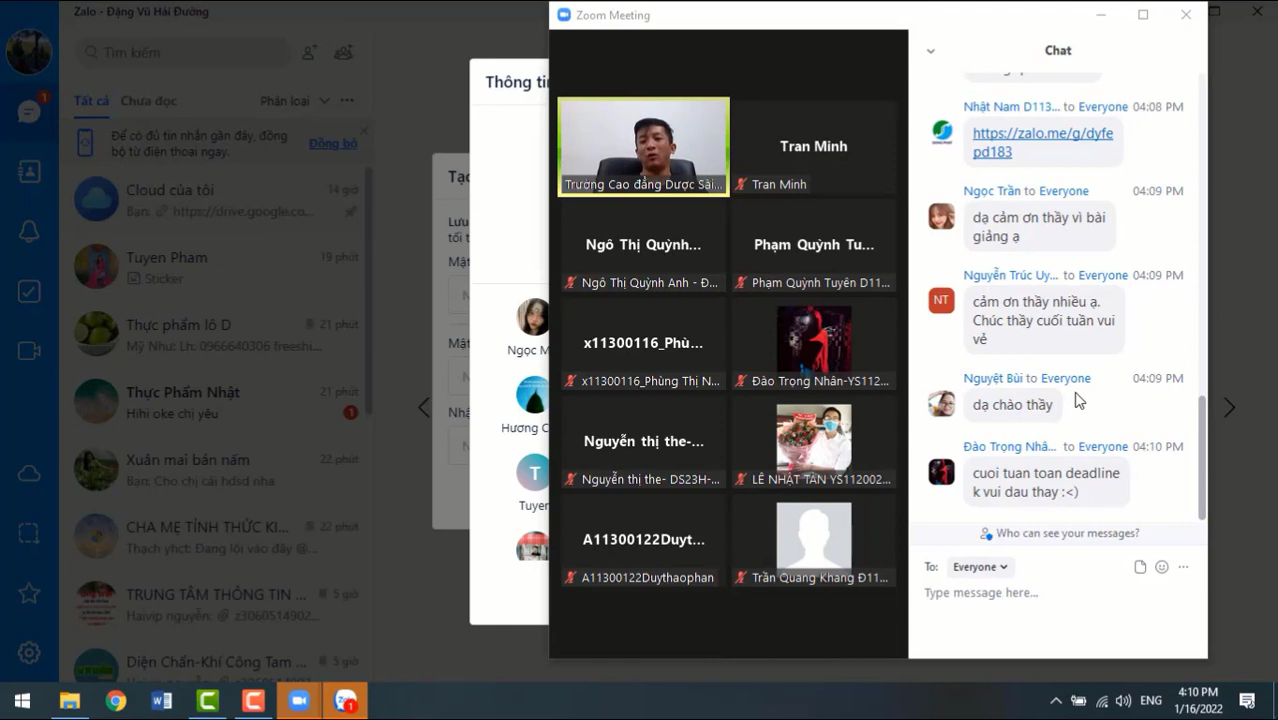 Zalo - Đặng Vũ Hải Đường
Tìm kiếm
Tất cả
Chưa đọc
Phân loại
Để có đủ tin nhắn gần đây, đồng
bộ từ điện thoại ngay.
Đồng bộ
Cloud của tôi
14 giờ
Bạn: https://drive.google.co...
Tuyen Pham
19 phút
Sticker
Thực phẩm lô D
21 phút
Mỹ Như: Lh: 0966640306 freeshi...
Thực Phẩm Nhật
21 phút
Hihi okc chị yêu
1
Xuân mai bán nấm
22 phút
Bạn: Cho chị cái hdsd nha
CHA MẸ TỈNH THỨC KI...
22 phút
Thạch yhct: Đang lội vào đây @...
TRUNG TÂM THÔNG TIN ...
5 giờ
Haivip nguyễn: z3060514902...
Diện Chẩn-Khí Công Tam ...
5 giờ
1
Thông tin
Tạo
Lưu
tối t
Mật
N
Mật
N
Nhậ
N
Ngọc M
Hương C
T
Tuyen
Zoom Meeting
Trường Cao đẳng Dược Sài...
Tran Minh
Tran Minh
Ngô Thị Quỳnh...
Ngô Thị Quỳnh Anh - Đ...
Phạm Quỳnh Tu...
Phạm Quỳnh Tuyên D11...
x11300116_Phù...
x11300116_Phùng Thị N...
Đào Trọng Nhân-YS112...
Nguyễn thị the-...
Nguyễn thị the- DS23H-...
LÊ NHẬT TÂN YS112002...
A11300122Duyt...
A11300122Duythaophan
Trần Quang Khang Đ11...
Chat
Nhật Nam D113... to Everyone 04:08 PM
https://zalo.me/g/dyfe
pd183
Ngọc Trần to Everyone 04:09 PM
dạ cảm ơn thầy vì bài
giảng ạ
Nguyễn Trúc Uy... to Everyone 04:09 PM
NT
cảm ơn thầy nhiều ạ.
Chúc thầy cuối tuần vui
vẻ
Nguyệt Bùi to Everyone 04:09 PM
dạ chào thầy
Đào Trọng Nhâ... to Everyone 04:10 PM
cuoi tuan toan deadline
k vui dau thay :<)
Who can see your messages?
To: Everyone
Type message here...
ENG
4:10 PM
1/16/2022
1